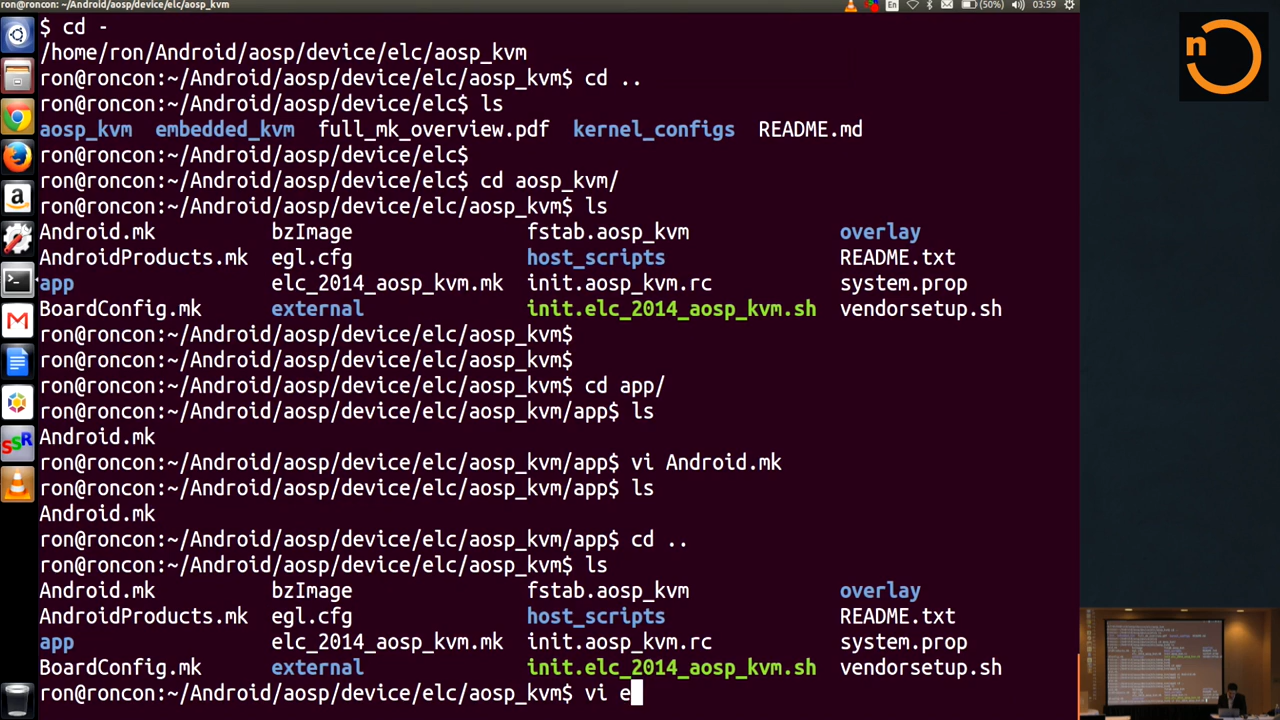 ron@roncon: ~/Android/aosp/device/elc/aosp_kvm
En
(50%)
03:59
$ cd -
/home/ron/Android/aosp/device/elc/aosp_kvm
ron@roncon:~/Android/aosp/device/elc/aosp_kvm$ cd ..
ron@roncon:~/Android/aosp/device/elc$ ls
aosp_kvm embedded_kvm full_mk_overview.pdf kernel_configs README.md
ron@roncon:~/Android/aosp/device/elc$
ron@roncon:~/Android/aosp/device/elc$ cd aosp_kvm/
ron@roncon:~/Android/aosp/device/elc/aosp_kvm$ ls
Android.mk bzImage fstab.aosp_kvm overlay
AndroidProducts.mk egl.cfg host_scripts README.txt
app elc_2014_aosp_kvm.mk init.aosp_kvm.rc system.prop
BoardConfig.mk external init.elc_2014_aosp_kvm.sh vendorsetup.sh
ron@roncon:~/Android/aosp/device/elc/aosp_kvm$
ron@roncon:~/Android/aosp/device/elc/aosp_kvm$
ron@roncon:~/Android/aosp/device/elc/aosp_kvm$ cd app/
ron@roncon:~/Android/aosp/device/elc/aosp_kvm/app$ ls
Android.mk
ron@roncon:~/Android/aosp/device/elc/aosp_kvm/app$ vi Android.mk
ron@roncon:~/Android/aosp/device/elc/aosp_kvm/app$ ls
Android.mk
ron@roncon:~/Android/aosp/device/elc/aosp_kvm/app$ cd ..
ron@roncon:~/Android/aosp/device/elc/aosp_kvm$ ls
Android.mk bzImage fstab.aosp_kvm overlay
AndroidProducts.mk egl.cfg host_scripts README.txt
app elc_2014_aosp_kvm.mk init.aosp_kvm.rc system.prop
BoardConfig.mk external init.elc_2014_aosp_kvm.sh vendorsetup.sh
ron@roncon:~/Android/aosp/device/elc/aosp_kvm$ vi e
n
SSR